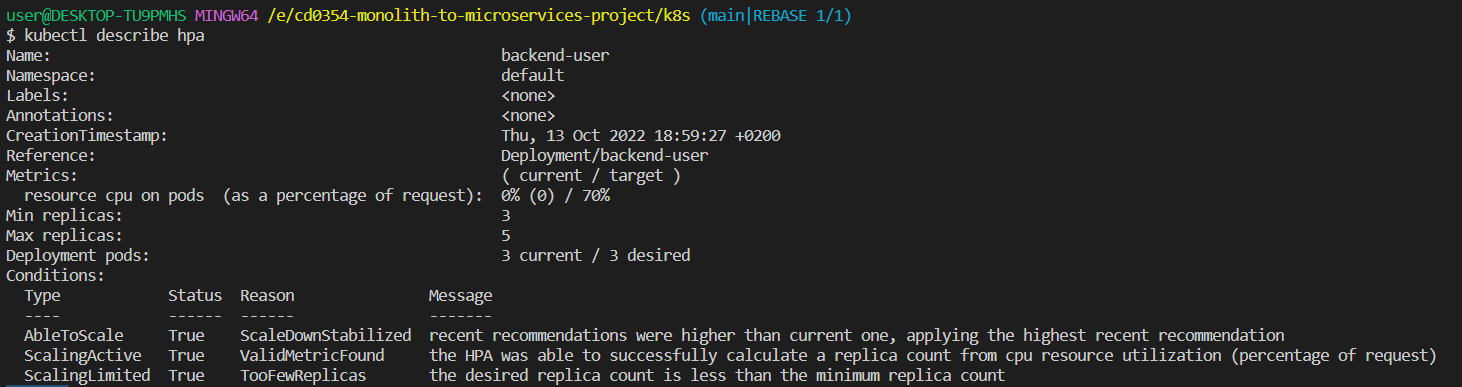 user@DESKTOP-TU9PMHS MINGW64 /e/cd0354-monolith-to-microservices-project/k8s (main|REBASE 1/1)
$ kubectl describe hpa
Name: backend-user
Namespace: default
Labels: <none>
Annotations: <none>
CreationTimestamp: Thu, 13 Oct 2022 18:59:27 +0200
Reference: Deployment/backend-user
Metrics: ( current / target )
  resource cpu on pods  (as a percentage of request): 0% (0) / 70%
Min replicas: 3
Max replicas: 5
Deployment pods: 3 current / 3 desired
Conditions:
  Type            Status  Reason               Message
  ----            ------  ------               -------
  AbleToScale     True    ScaleDownStabilized  recent recommendations were higher than current one, applying the highest recent recommendation
  ScalingActive   True    ValidMetricFound     the HPA was able to successfully calculate a replica count from cpu resource utilization (percentage of request)
  ScalingLimited  True    TooFewReplicas       the desired replica count is less than the minimum replica count